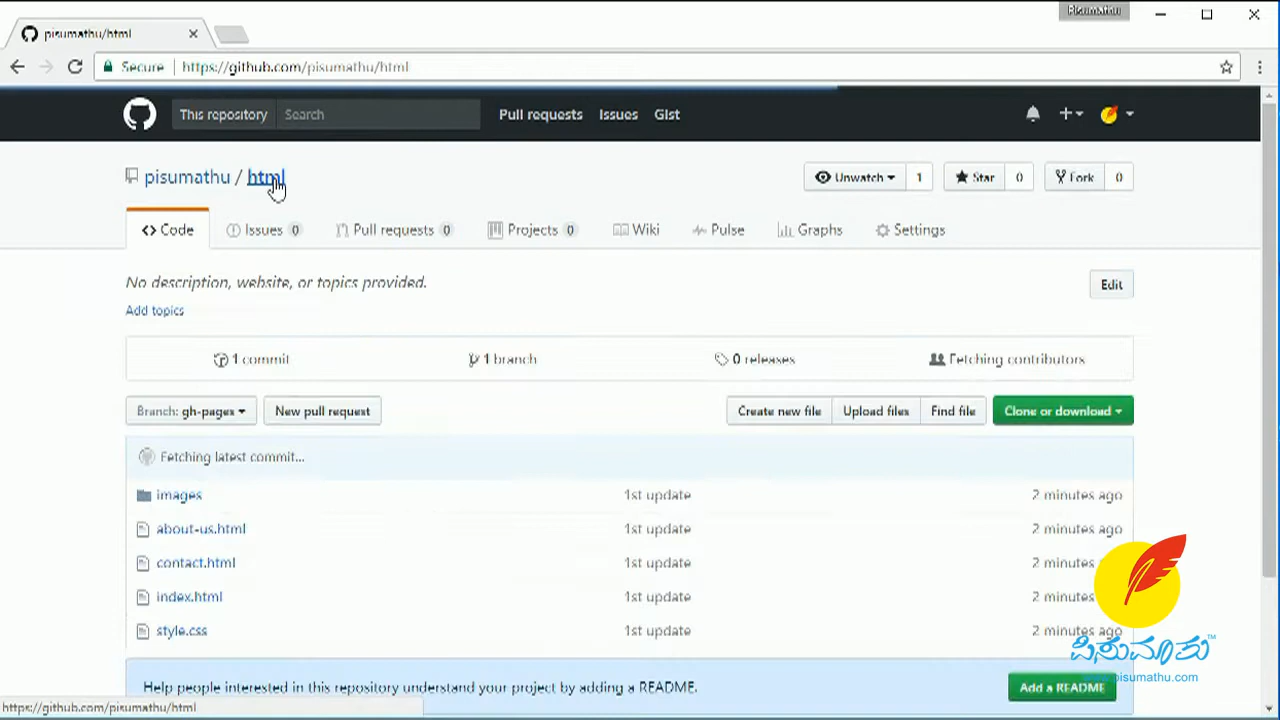 Pisumathu
pisumathu/html
Secure https://github.com/pisumathu/html
This repository Search Pull requests Issues Gist
pisumathu / html Unwatch 1 Star 0 Fork 0
Code Issues 0 Pull requests 0 Projects 0 Wiki Pulse Graphs Settings
No description, website, or topics provided. Edit
Add topics
1 commit 1 branch 0 releases Fetching contributors
Branch: gh-pages New pull request Create new file Upload files Find file Clone or download
Fetching latest commit...
images 1st update 2 minutes ago
about-us.html 1st update 2 minutes ago
contact.html 1st update 2 minutes
index.html 1st update 2 minutes
style.css 1st update 2 minutes ago
ಪಿಸುಮಾತು™
www.pisumathu.com
Help people interested in this repository understand your project by adding a README. Add a README
https://github.com/pisumathu/html